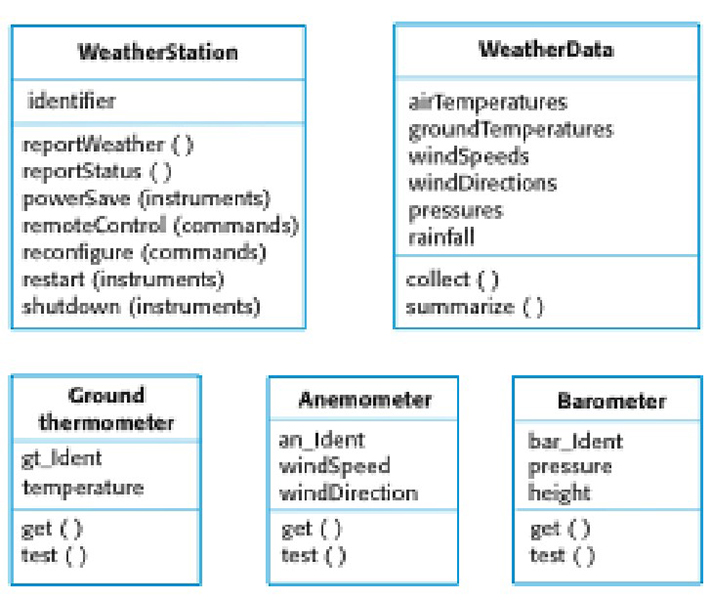 WeatherStation
identifier
reportWeather ( )
reportStatus ( )
powerSave (instruments)
remoteControl (commands)
reconfigure (commands)
restart (instruments)
shutdown (instruments)
WeatherData
airTemperatures
groundTemperatures
windSpeeds
windDirections
pressures
rainfall
collect ( )
summarize ( )
Ground
thermometer
gt_Ident
temperature
get ( )
test ( )
Anemometer
an_Ident
windSpeed
windDirection
get ( )
test ( )
Barometer
bar_Ident
pressure
height
get ( )
test ( )